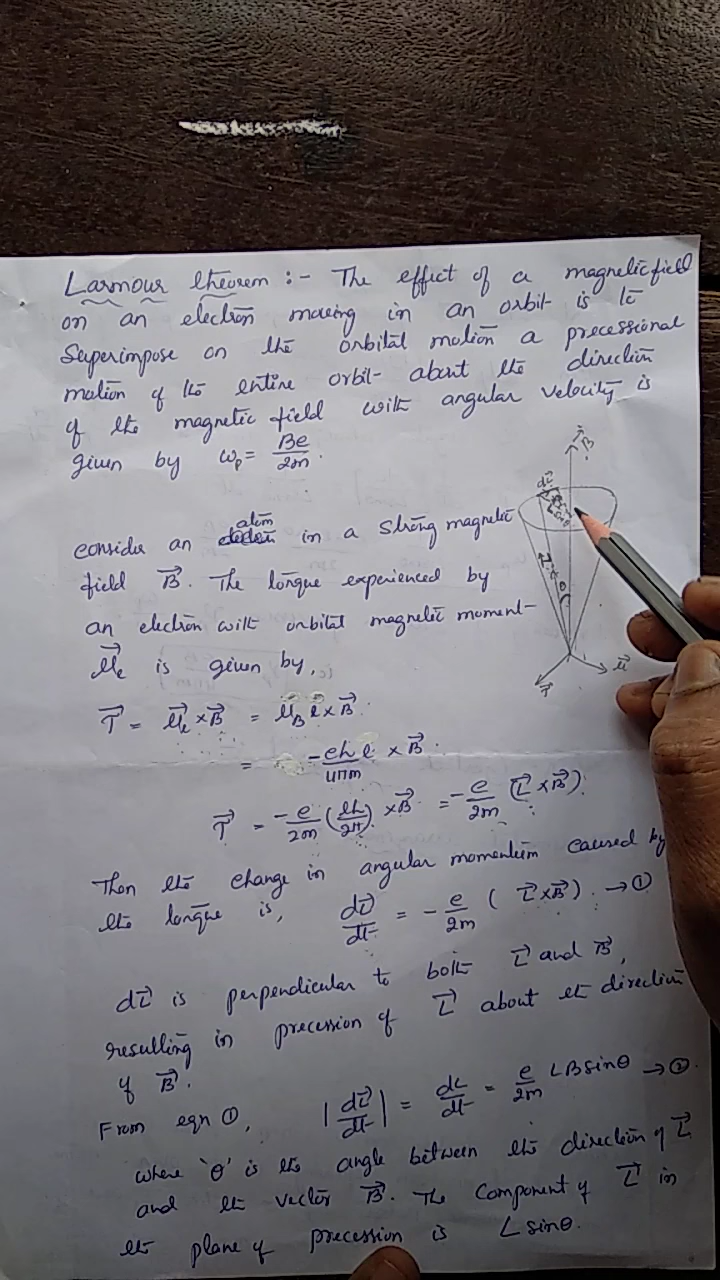 Larmour theorem :- The effect of a magnetic field
on an electron moving in an orbit is to
Superimpose on the orbital motion a precessional
motion of the entire orbit about the direction
of the magnetic field with angular velocity is
given by ωp = Be/2m.
B⃗
dL⃗
L sinθ
θ
L⃗
μ⃗
τ⃗
consider an atom in a strong magnetic
field B⃗. The torque experienced by
an electron with orbital magnetic moment
μ⃗ₗ is given by,
τ⃗ = μ⃗ₗ × B⃗ = μ_B l × B⃗.
= -eh l/4πm × B⃗.
τ⃗ = -e/2m (lh/2π) × B⃗ = -e/2m (L⃗ × B⃗).
Then the change in angular momentum caused by
the torque is, dL⃗/dt = - e/2m ( L⃗ × B⃗ ). → ①
dL⃗ is perpendicular to both L⃗ and B⃗,
resulting in precession of L⃗ about the direction
of B⃗.
From eqn ①, |dL⃗/dt| = dL/dt = e/2m LB sinθ → ②.
where 'θ' is the angle between the direction of L⃗
and the vector B⃗. The component of L⃗ in
the plane of precession is L sinθ.